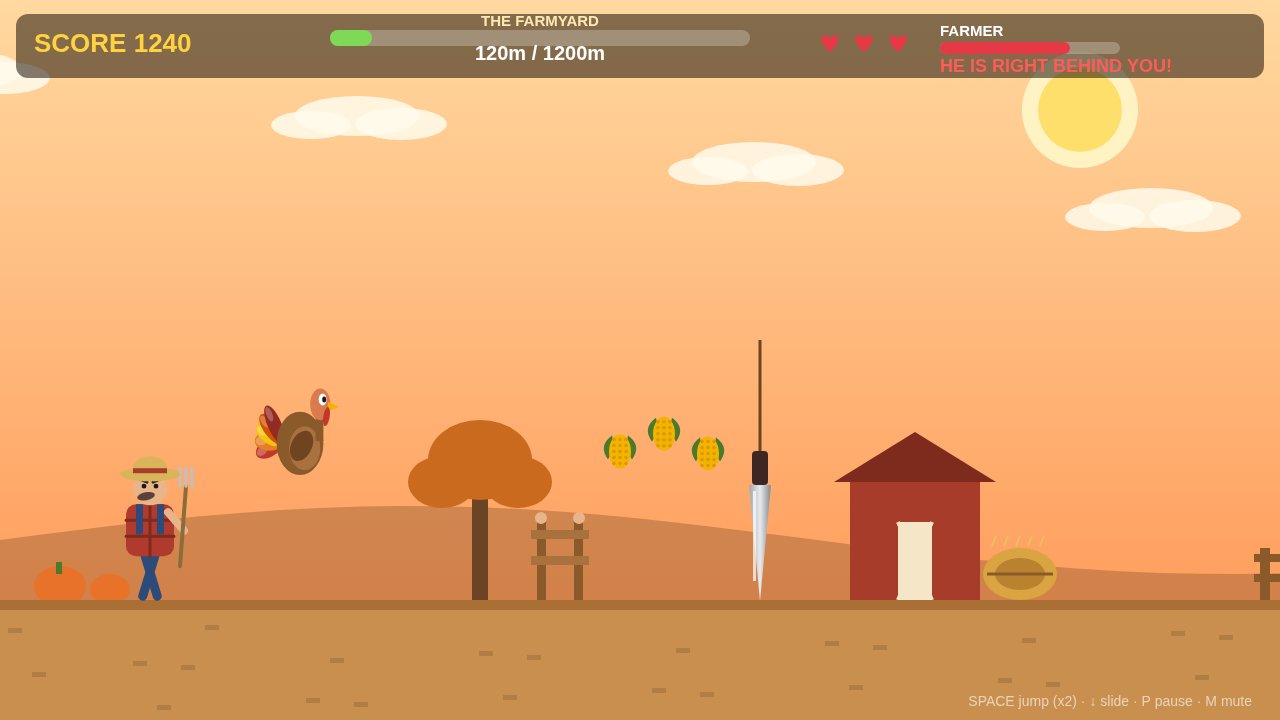 SCORE 1240
THE FARMYARD
120m / 1200m
FARMER
HE IS RIGHT BEHIND YOU!
SPACE jump (x2) · ↓ slide · P pause · M mute